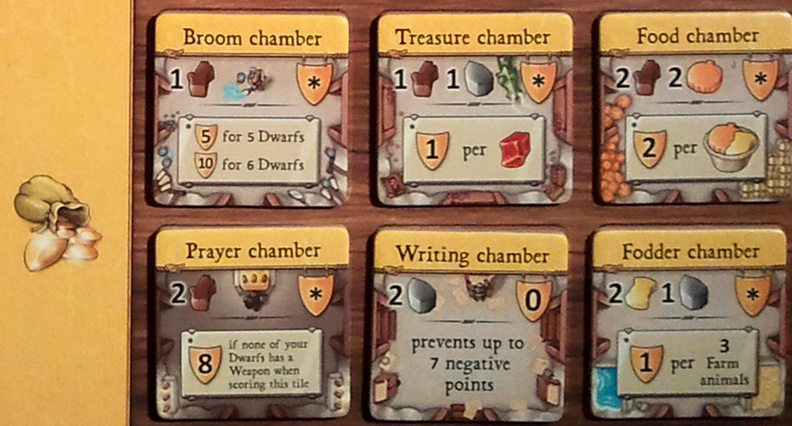 Broom chamber
1 *
5 for 5 Dwarfs
10 for 6 Dwarfs
Treasure chamber
1 1 *
1 per
Food chamber
2 2 *
2 per
Prayer chamber
2 *
8 if none of your
Dwarfs has a
Weapon when
scoring this tile
Writing chamber
2 0
prevents up to
7 negative
points
Fodder chamber
2 1 *
1 per 3
Farm
animals